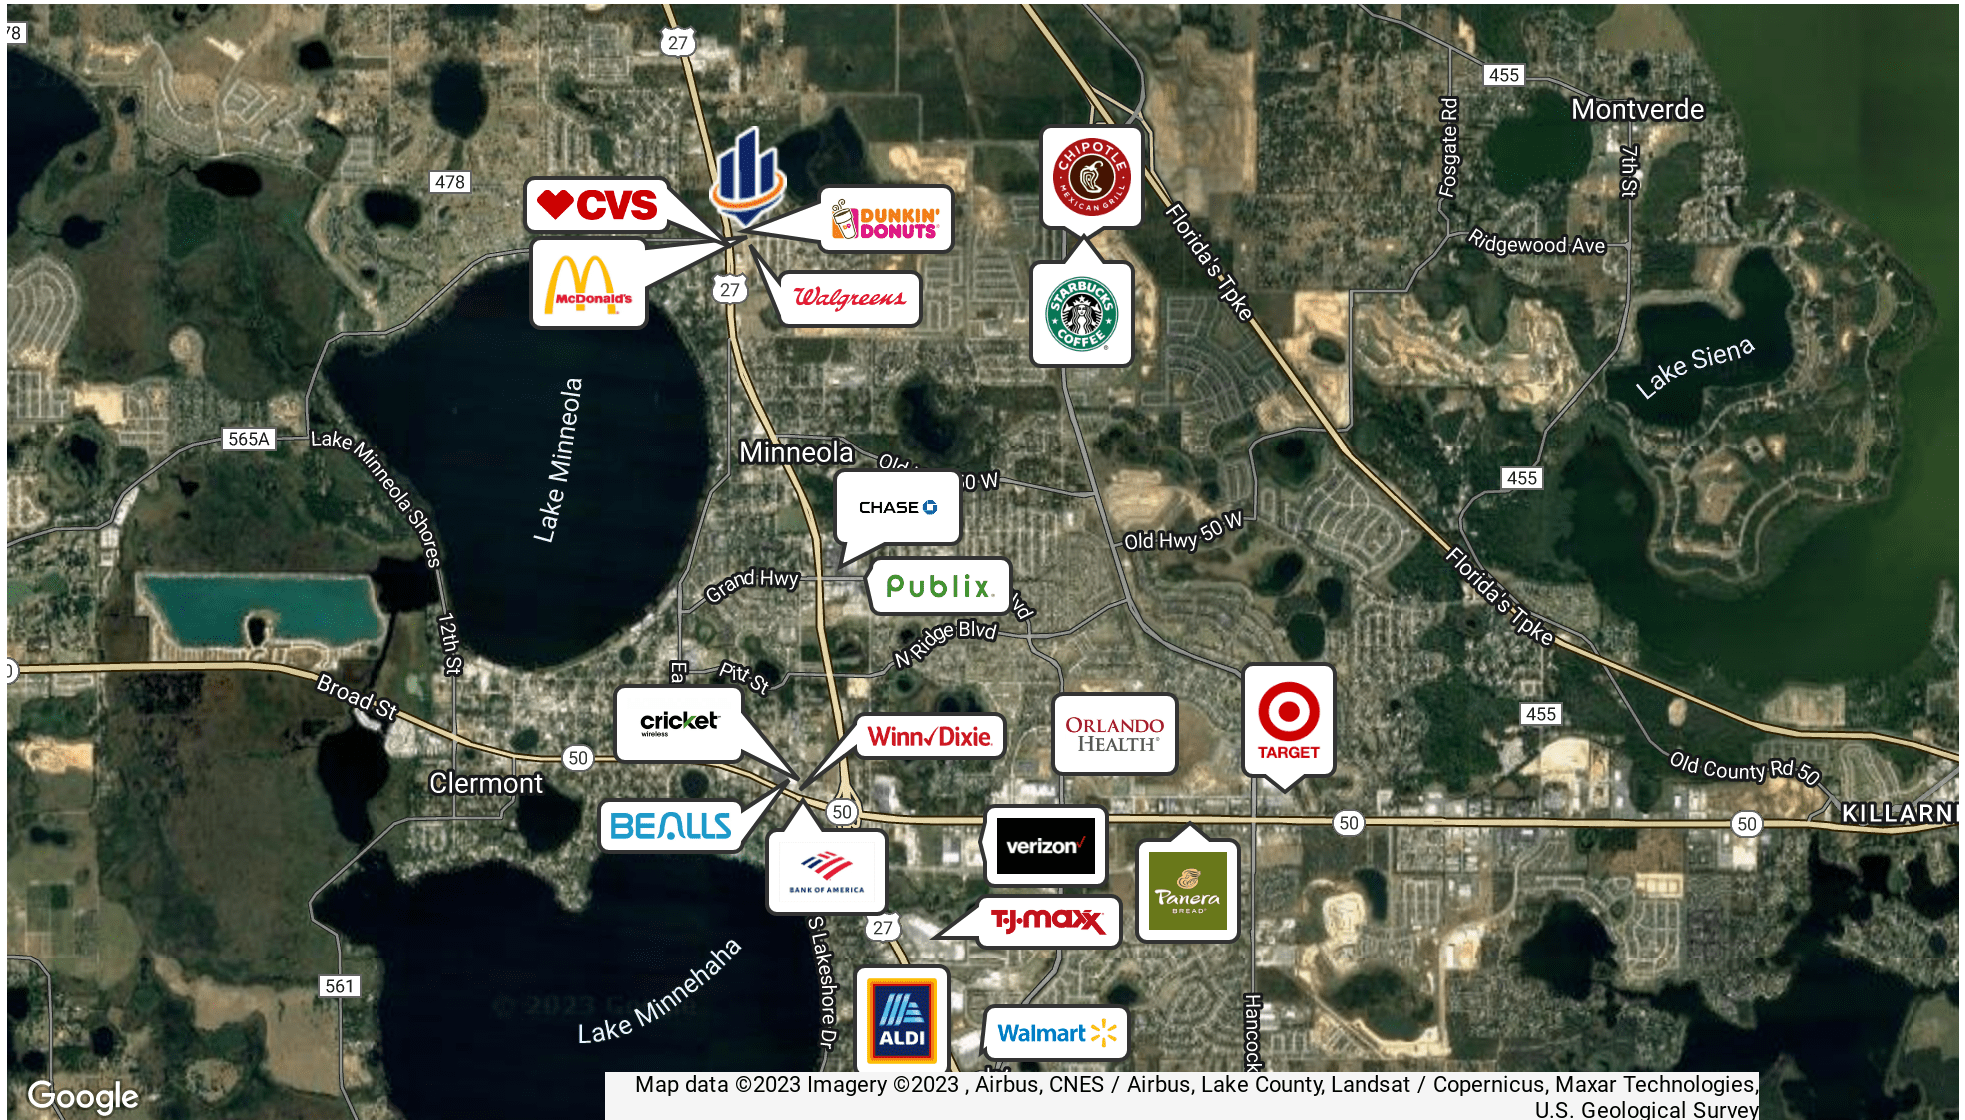 78
27
455
Montverde
Fosgate Rd
7th St
478
CVS
DUNKIN'
DONUTS
CHIPOTLE
MEXICAN GRILL
Florida's Tpke
Ridgewood Ave
McDonald's
27
Walgreens
STARBUCKS
COFFEE
Lake Siena
Lake Minneola
565A
Lake Minneola Shores
Minneola
Old
50 W
455
CHASE
Old Hwy 50 W
Florida's Tpke
Grand Hwy
Publix.
lvd
12th St
N Ridge Blvd
0
Ea
Pitt St
Broad St
cricket
wireless
Winn Dixie
ORLANDO
HEALTH
TARGET
455
50
Clermont
Old County Rd 50
BEALLS
50
50
50
KILLARN
verizon
BANK OF AMERICA
Panera
BREAD
T.J.maxx
27
S Lakeshore Dr
561
Lake Minnehaha
ALDI
Walmart
Hancock
Google
Map data ©2023 Imagery ©2023 , Airbus, CNES / Airbus, Lake County, Landsat / Copernicus, Maxar Technologies,
U.S. Geological Survey